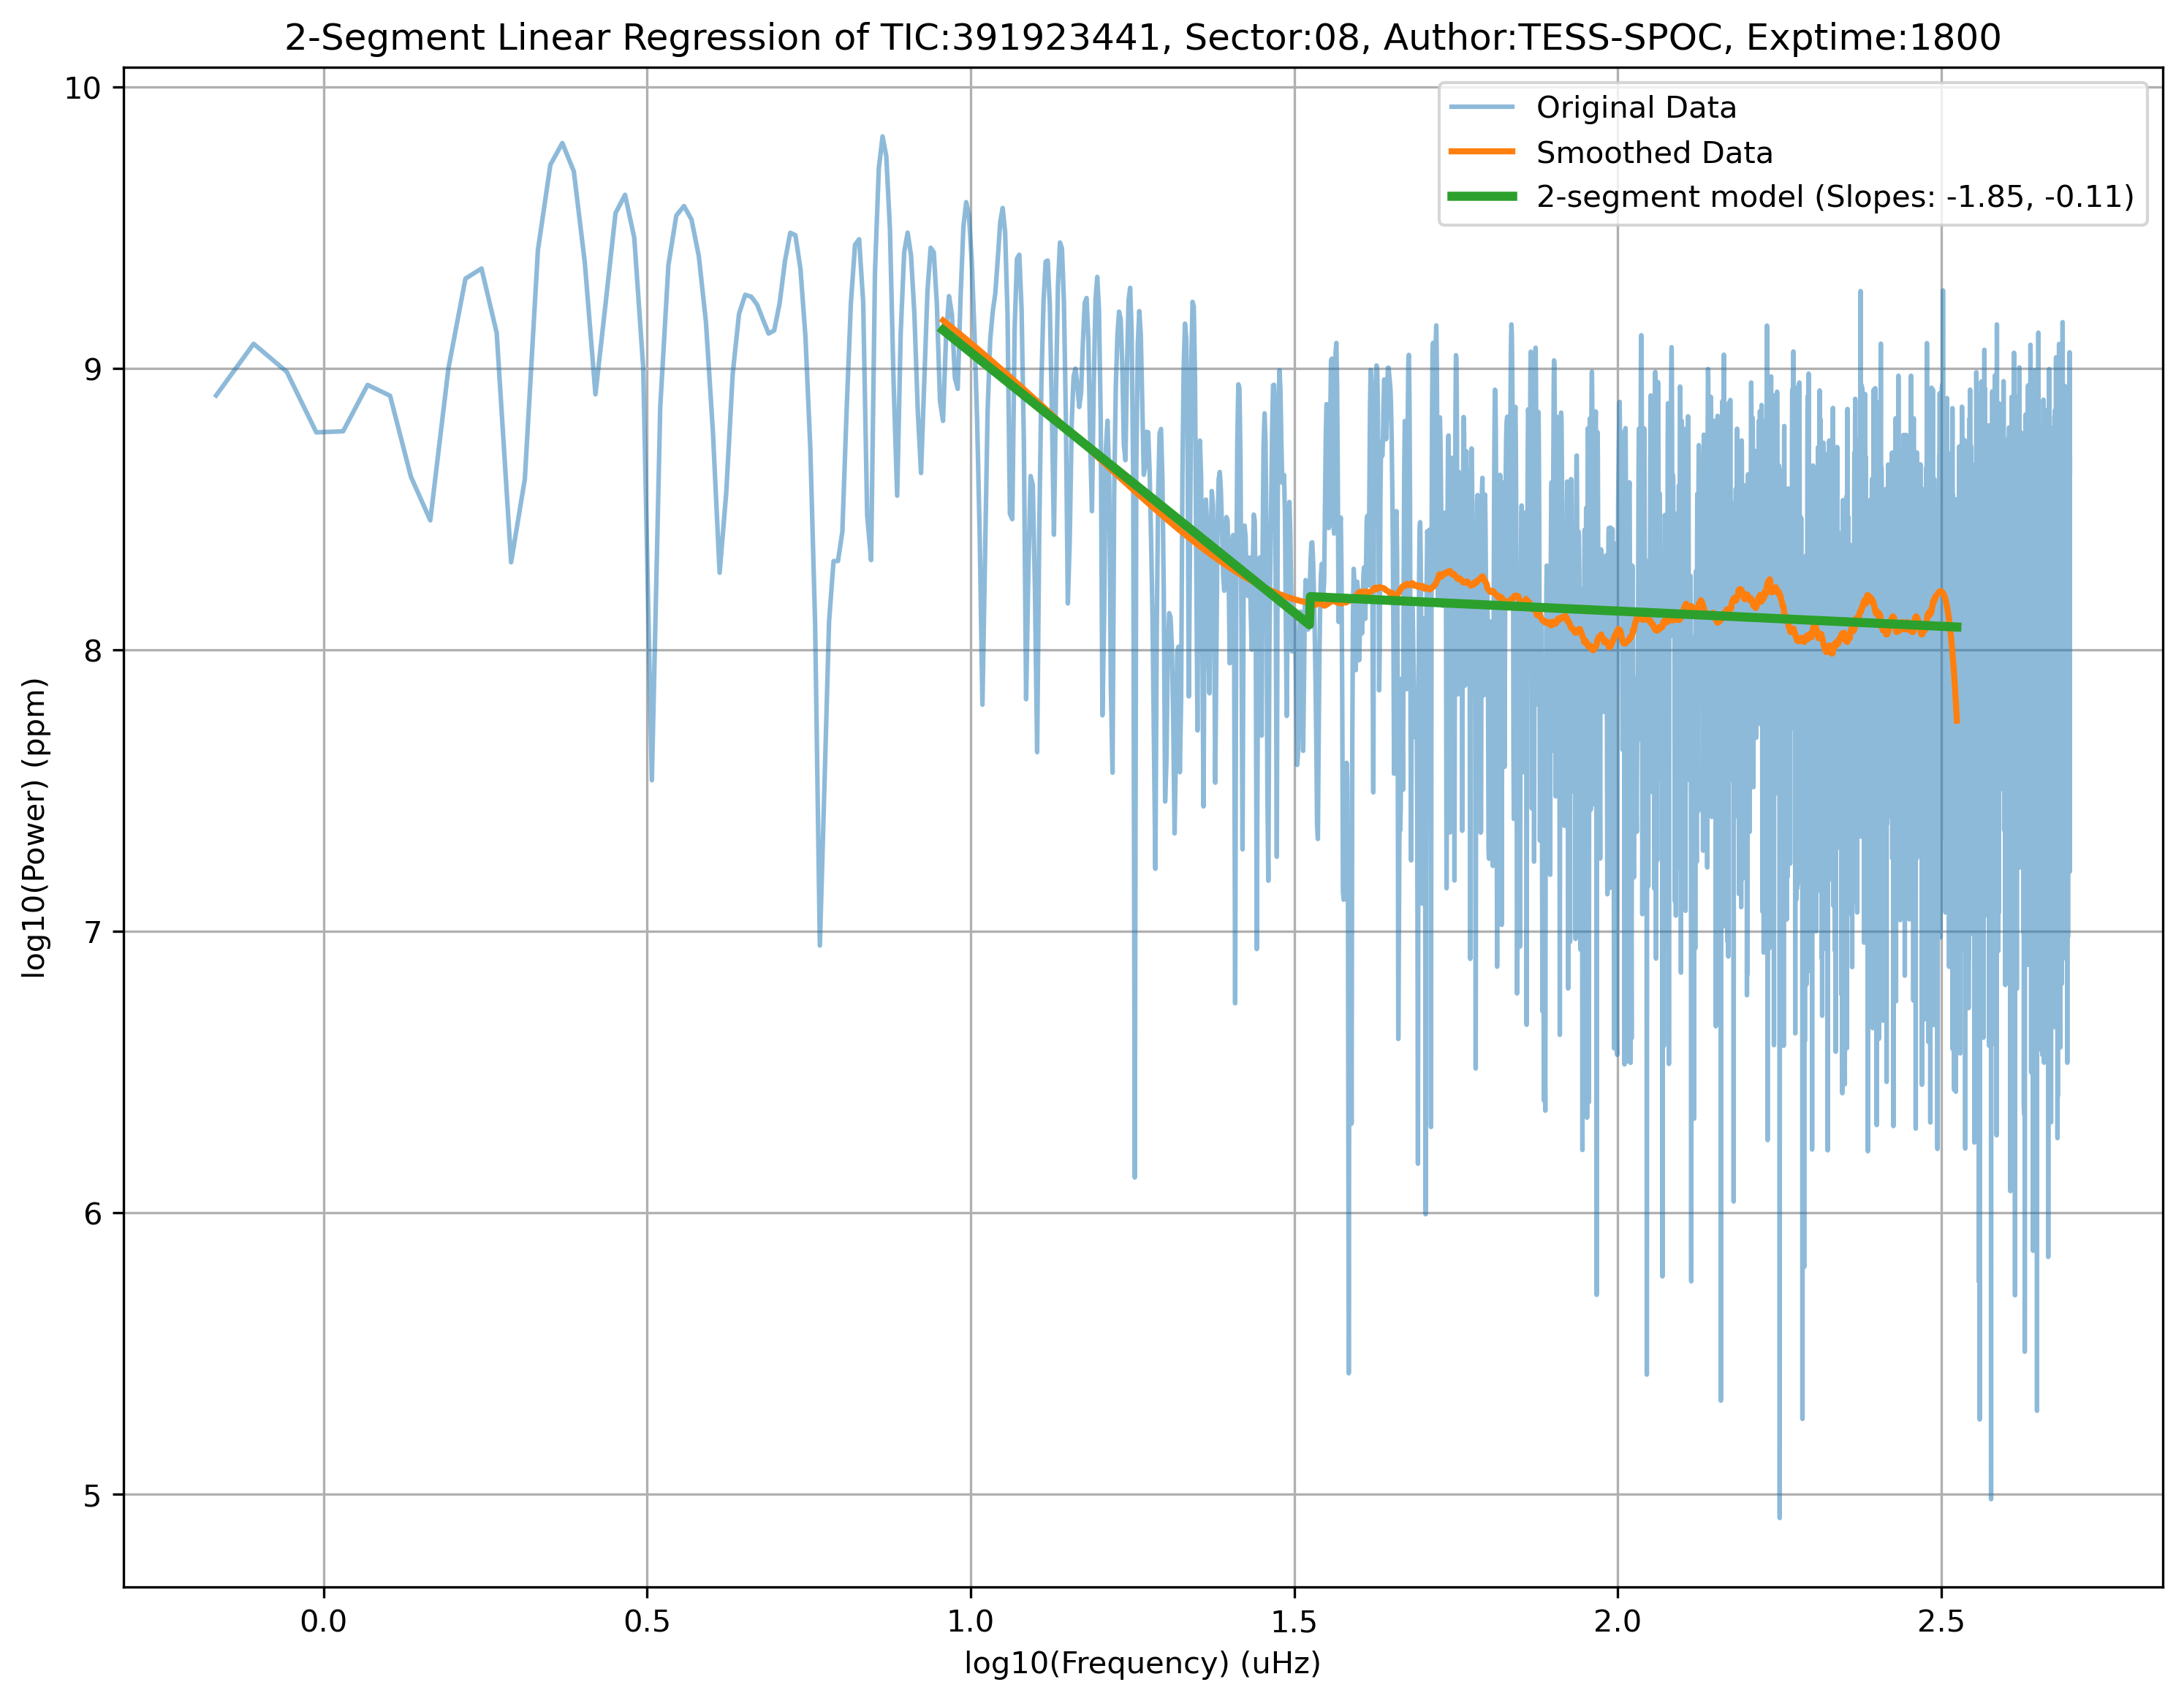 2-Segment Linear Regression of TIC:391923441, Sector:08, Author:TESS-SPOC, Exptime:1800
Original Data
Smoothed Data
2-segment model (Slopes: -1.85, -0.11)
log10(Power) (ppm)
10
9
8
7
6
5
0.0 0.5 1.0 1.5 2.0 2.5
log10(Frequency) (uHz)